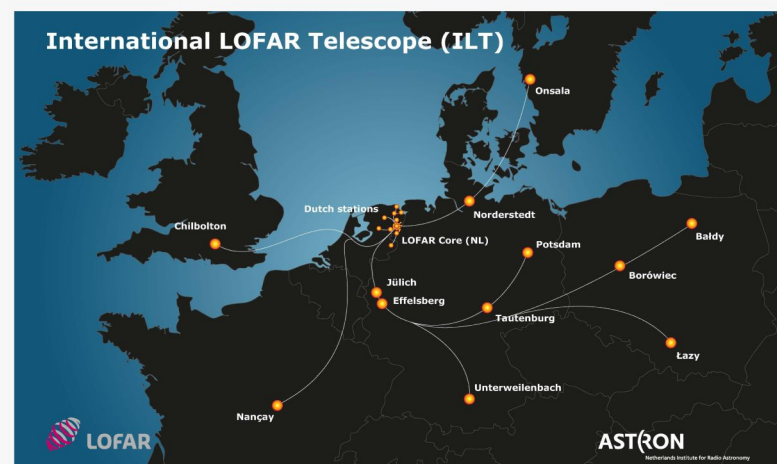 International LOFAR Telescope (ILT)
Onsala
Dutch stations
Norderstedt
Chilbolton
LOFAR Core (NL)
Potsdam
Bałdy
Borówiec
Jülich
Effelsberg
Tautenburg
Łazy
Unterweilenbach
Nançay
LOFAR
ASTRON
Netherlands Institute for Radio Astronomy